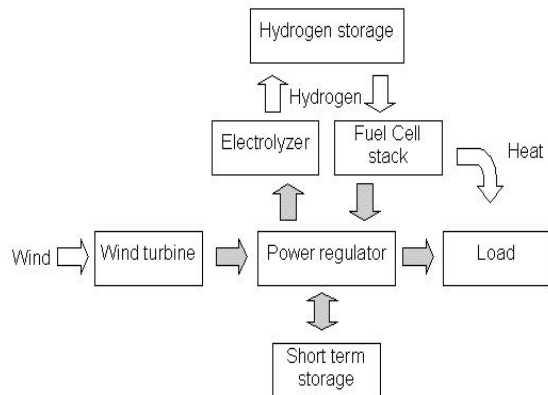 Hydrogen storage
Hydrogen
Electrolyzer
Fuel Cell
stack
Heat
Wind
Wind turbine
Power regulator
Load
Short term
storage